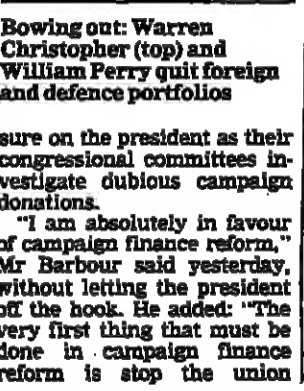 Bowing out: Warren
Christopher (top) and
William Perry quit foreign
and defence portfolios
sure on the president as their
congressional committees in-
vestigate dubious campaign
donations.
"I am absolutely in favour
of campaign finance reform,"
Mr Barbour said yesterday,
without letting the president
off the hook. He added: "The
very first thing that must be
done in campaign finance
reform is stop the union